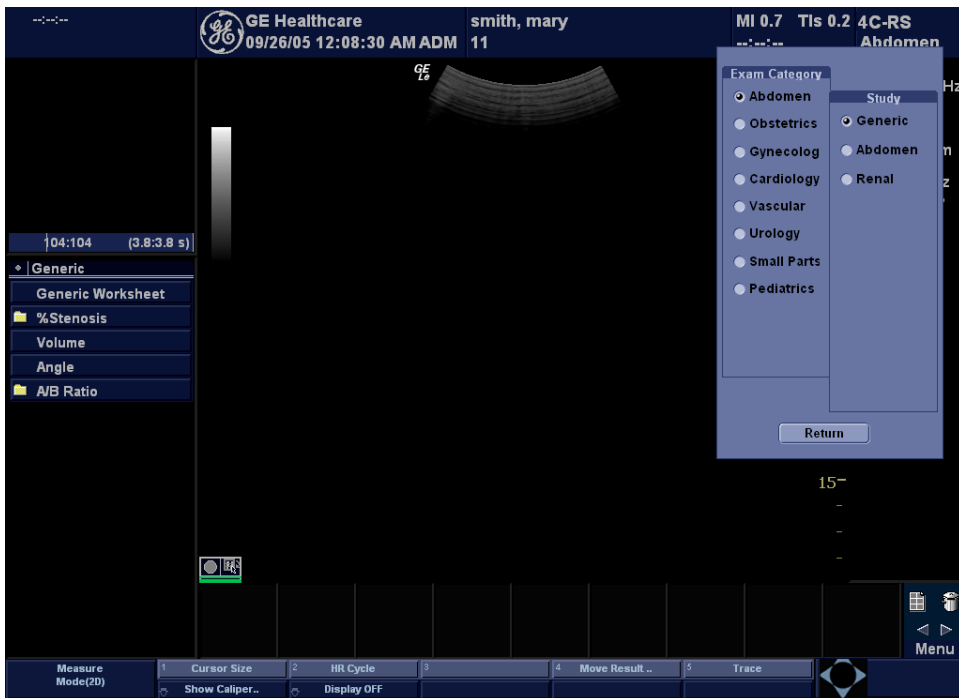 --:--:--
GE Healthcare
09/26/05 12:08:30 AM ADM
smith, mary
11
MI 0.7 TIs 0.2
--:--:--
4C-RS
Abdomen
GE
Exam Category
Abdomen
Obstetrics
Gynecolog
Cardiology
Vascular
Urology
Small Parts
Pediatrics
Study
Generic
Abdomen
Renal
Return
Hz
m
z
104:104 (3.8:3.8 s)
Generic
Generic Worksheet
%Stenosis
Volume
Angle
A/B Ratio
15
Menu
Measure
Mode(2D)
1 Cursor Size
2 HR Cycle
3
4 Move Result ..
5 Trace
Show Caliper..
Display OFF